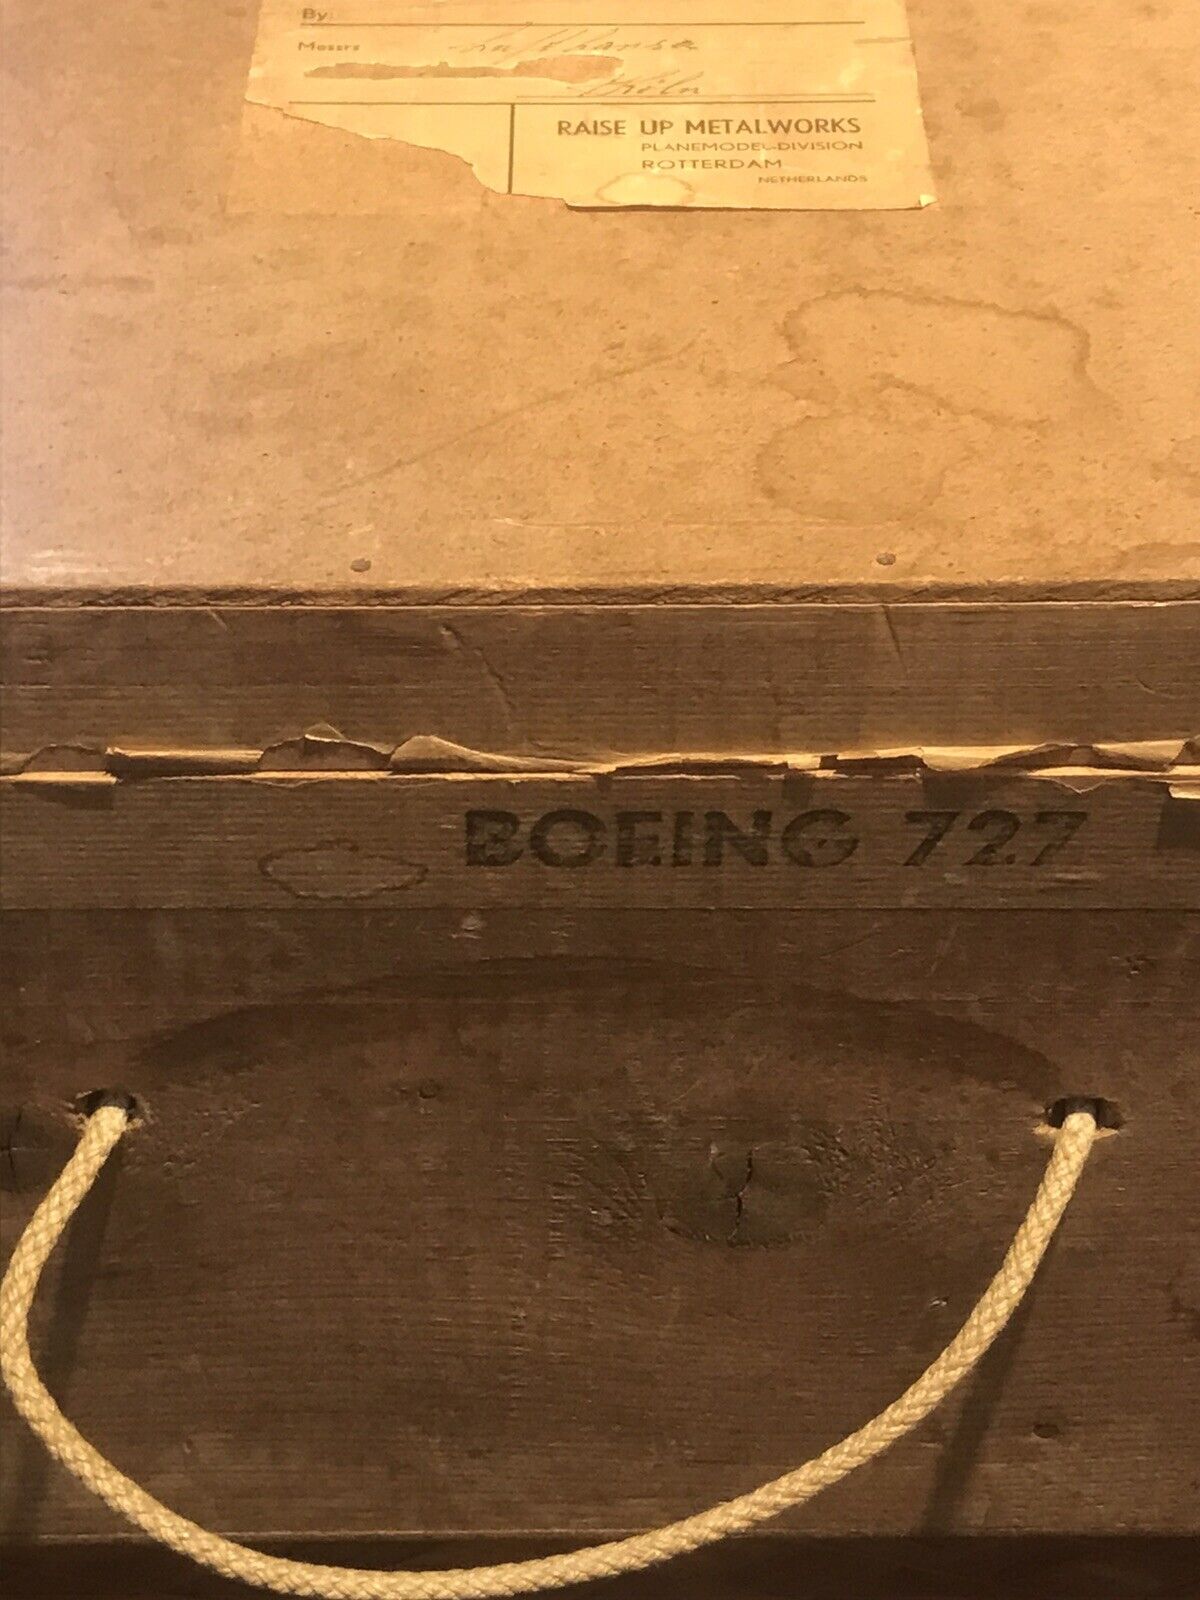 By:
Messrs Lufthansa
Köln
RAISE UP METALWORKS
PLANEMODEL-DIVISION
ROTTERDAM
NETHERLANDS
BOEING 727